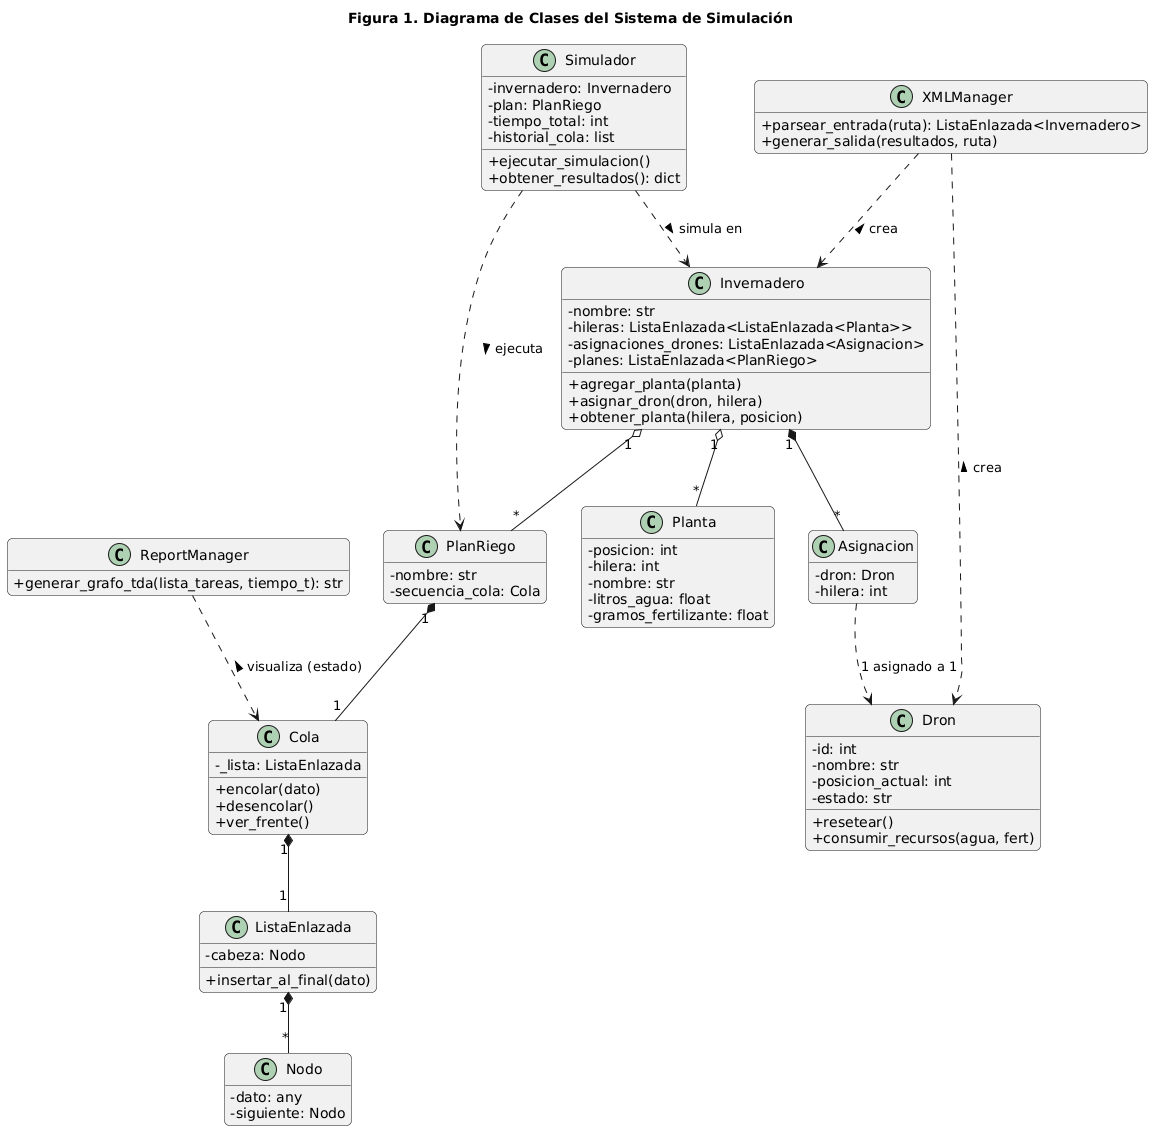 Figura 1. Diagrama de Clases del Sistema de Simulación
C Simulador
-invernadero: Invernadero
-plan: PlanRiego
-tiempo_total: int
-historial_cola: list
+ejecutar_simulacion()
+obtener_resultados(): dict
C XMLManager
+parsear_entrada(ruta): ListaEnlazada<Invernadero>
+generar_salida(resultados, ruta)
simula en
crea
C Invernadero
-nombre: str
-hileras: ListaEnlazada<ListaEnlazada<Planta>>
-asignaciones_drones: ListaEnlazada<Asignacion>
-planes: ListaEnlazada<PlanRiego>
+agregar_planta(planta)
+asignar_dron(dron, hilera)
+obtener_planta(hilera, posicion)
ejecuta
1
1
1
crea
*
*
*
C ReportManager
+generar_grafo_tda(lista_tareas, tiempo_t): str
C PlanRiego
-nombre: str
-secuencia_cola: Cola
C Planta
-posicion: int
-hilera: int
-nombre: str
-litros_agua: float
-gramos_fertilizante: float
C Asignacion
-dron: Dron
-hilera: int
1
visualiza (estado)
1 asignado a 1
1
C Cola
-_lista: ListaEnlazada
+encolar(dato)
+desencolar()
+ver_frente()
C Dron
-id: int
-nombre: str
-posicion_actual: int
-estado: str
+resetear()
+consumir_recursos(agua, fert)
1
1
C ListaEnlazada
-cabeza: Nodo
+insertar_al_final(dato)
1
*
C Nodo
-dato: any
-siguiente: Nodo